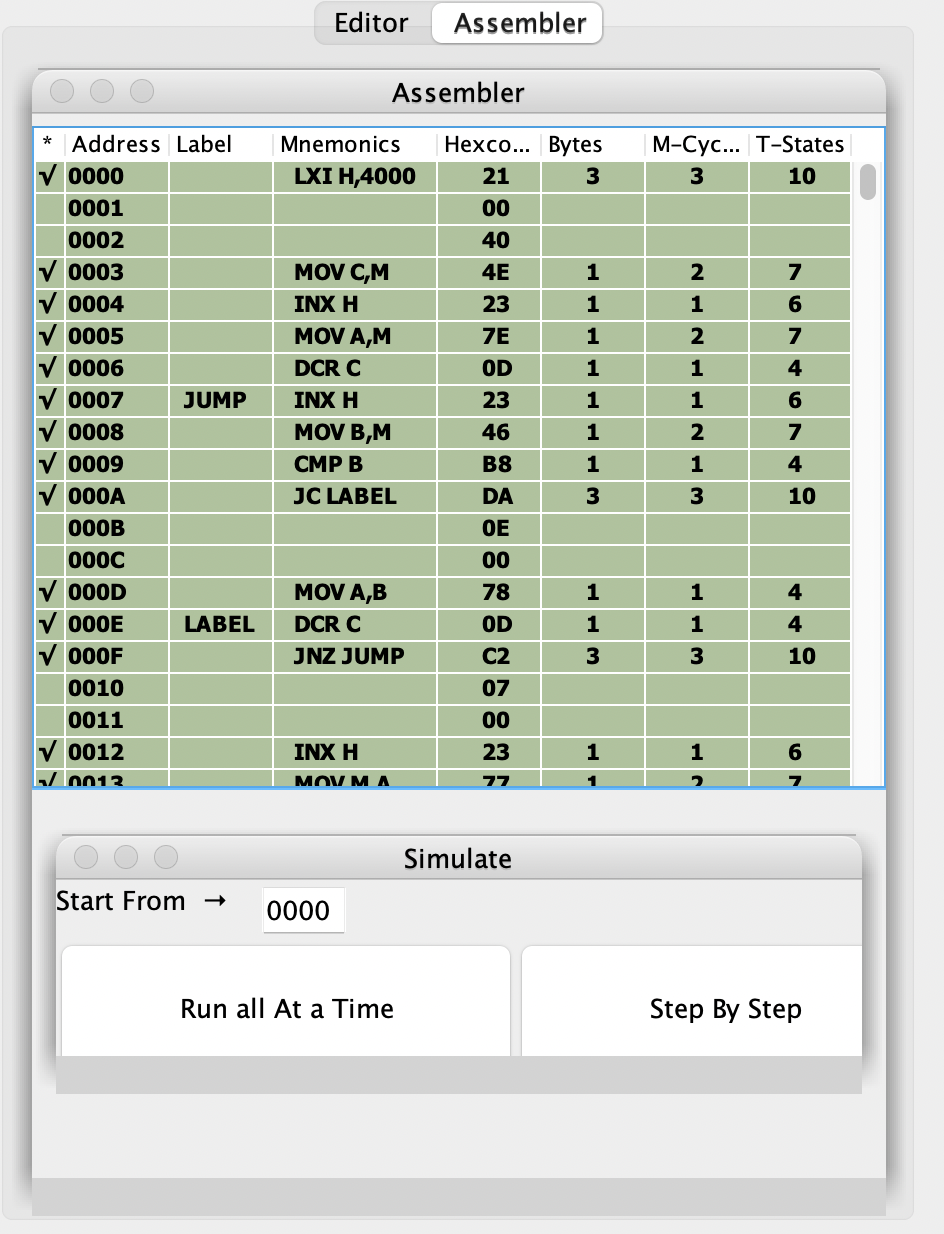 Editor Assembler
Assembler
* Address Label Mnemonics Hexco... Bytes M-Cyc... T-States
√ 0000 LXI H,4000 21 3 3 10
0001 00
0002 40
√ 0003 MOV C,M 4E 1 2 7
√ 0004 INX H 23 1 1 6
√ 0005 MOV A,M 7E 1 2 7
√ 0006 DCR C 0D 1 1 4
√ 0007 JUMP INX H 23 1 1 6
√ 0008 MOV B,M 46 1 2 7
√ 0009 CMP B B8 1 1 4
√ 000A JC LABEL DA 3 3 10
000B 0E
000C 00
√ 000D MOV A,B 78 1 1 4
√ 000E LABEL DCR C 0D 1 1 4
√ 000F JNZ JUMP C2 3 3 10
0010 07
0011 00
√ 0012 INX H 23 1 1 6
√ 0013 MOV M,A 77 1 2 7
Simulate
Start From → 0000
Run all At a Time Step By Step